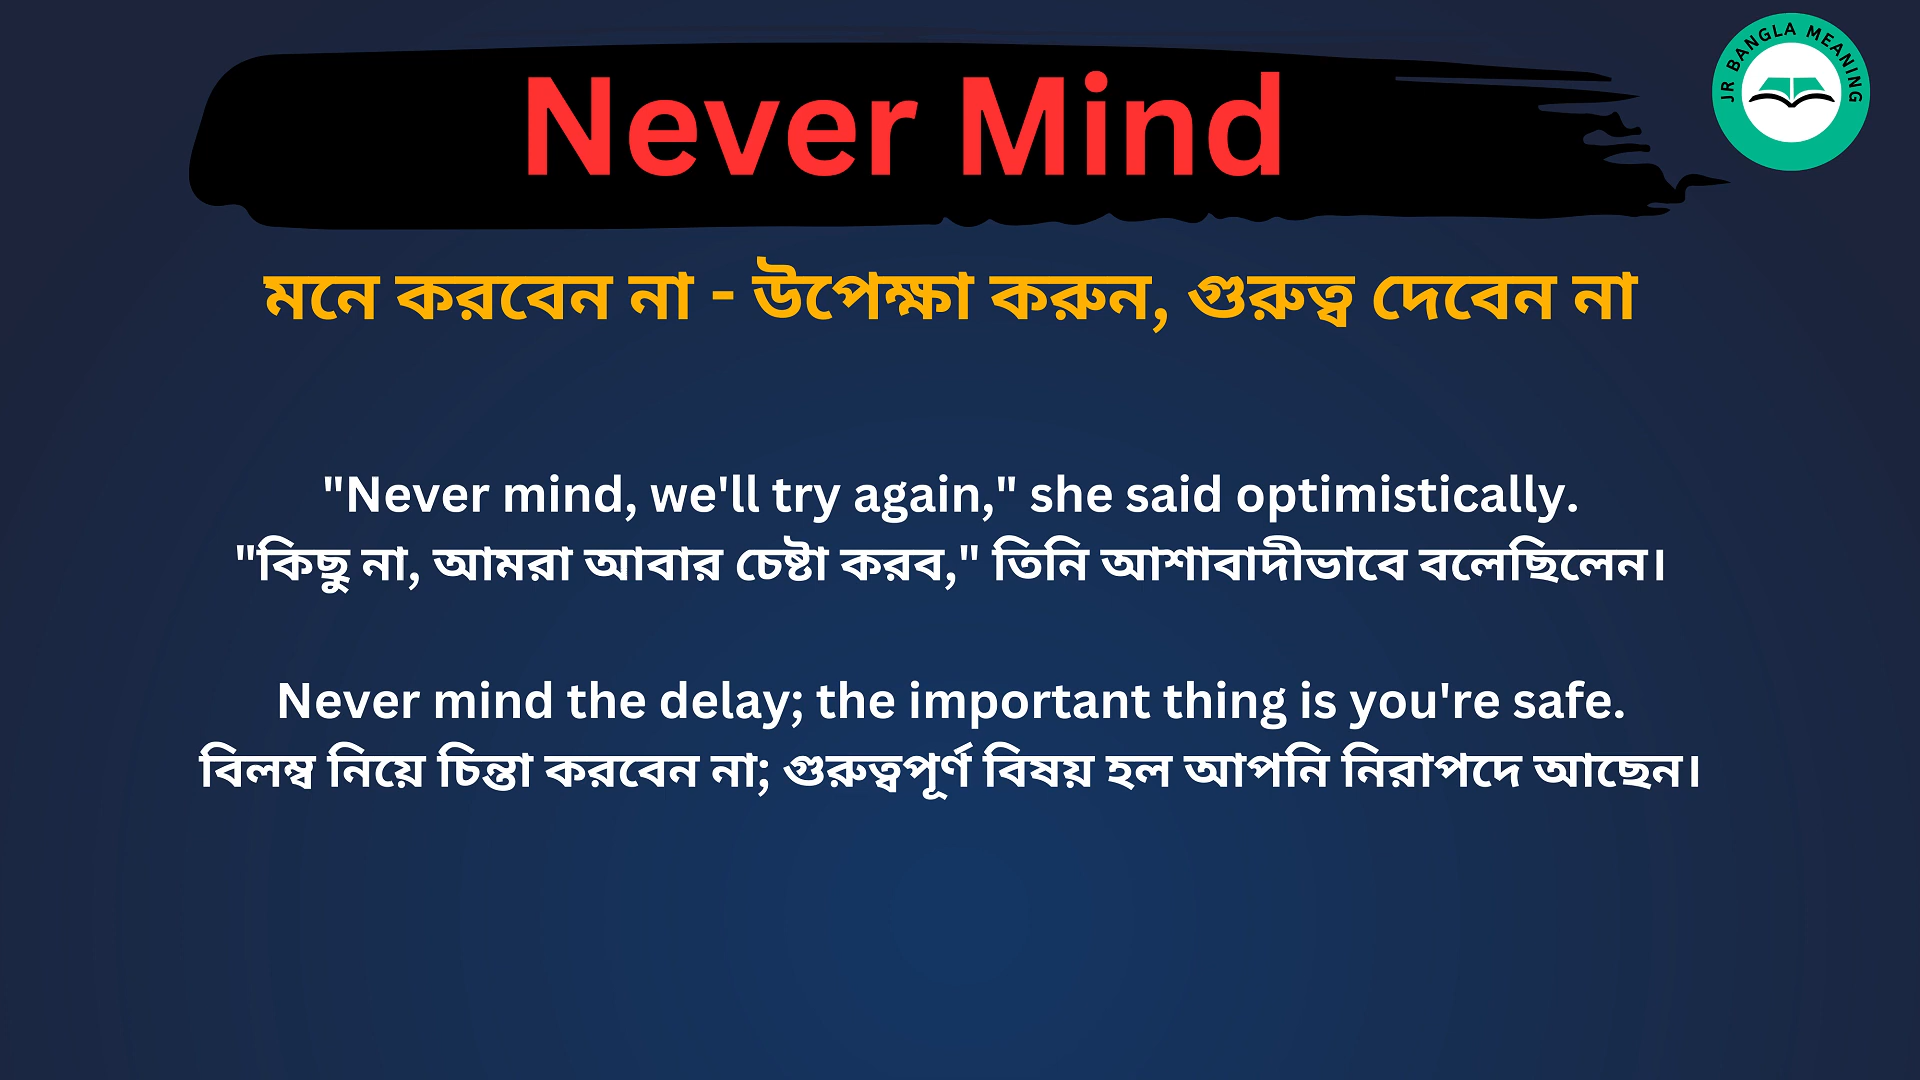 Never Mind
JR BANGLA MEANING
মনে করবেন না - উপেক্ষা করুন, গুরুত্ব দেবেন না
"Never mind, we'll try again," she said optimistically.
"কিছু না, আমরা আবার চেষ্টা করব," তিনি আশাবাদীভাবে বলেছিলেন।
Never mind the delay; the important thing is you're safe.
বিলম্ব নিয়ে চিন্তা করবেন না; গুরুত্বপূর্ণ বিষয় হল আপনি নিরাপদে আছেন।